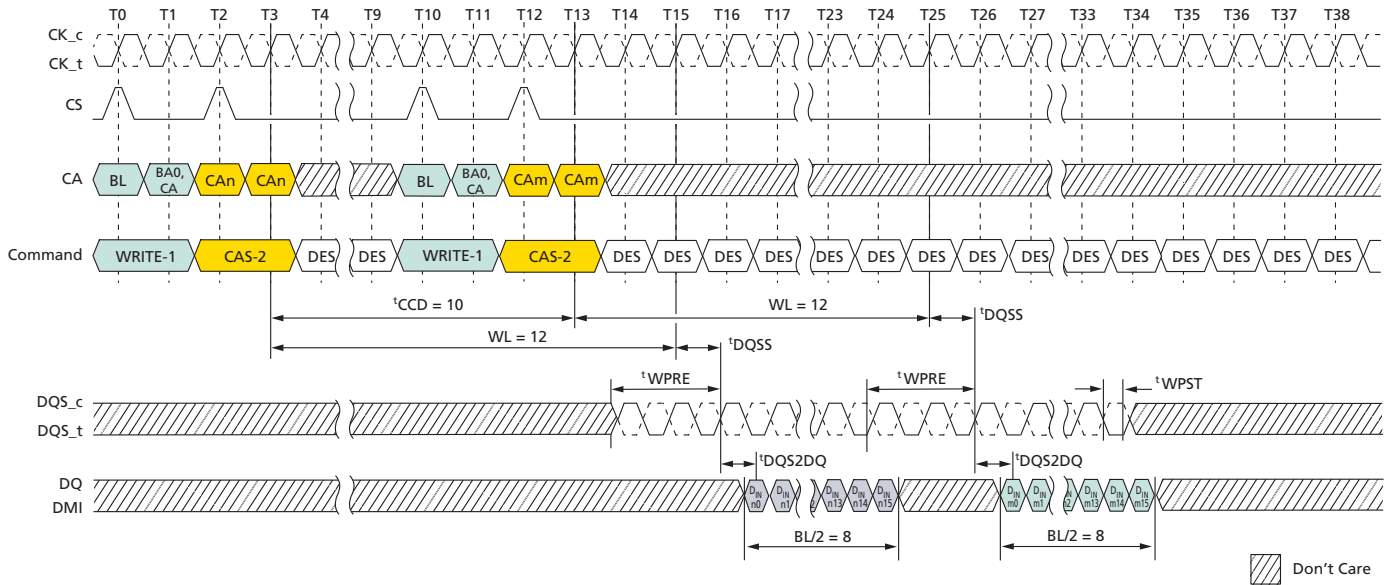 T0 T1 T2 T3 T4 T9 T10 T11 T12 T13 T14 T15 T16 T17 T23 T24 T25 T26 T27 T33 T34 T35 T36 T37 T38
CK_c
CK_t
CS
CA BL BA0, CA CAn CAn BL BA0, CA CAm CAm
Command WRITE-1 CAS-2 DES DES WRITE-1 CAS-2 DES DES DES DES DES DES DES DES DES DES DES DES DES DES DES
tCCD = 10 WL = 12 tDQSS
WL = 12 tDQSS
tWPRE tWPRE tWPST
DQS_c
DQS_t
tDQS2DQ tDQS2DQ
DQ DIN n0 DIN n1 DIN n13 DIN n14 DIN n15 DIN m0 DIN m1 DIN m13 DIN m14 DIN m15
DMI
BL/2 = 8 BL/2 = 8
Don't Care